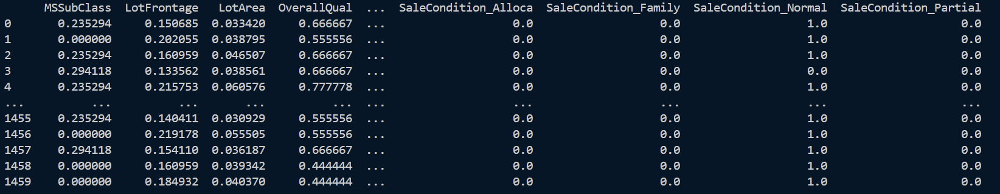 MSSubClass LotFrontage LotArea OverallQual ... SaleCondition_Alloca SaleCondition_Family SaleCondition_Normal SaleCondition_Partial
0 0.235294 0.150685 0.033420 0.666667 ... 0.0 0.0 1.0 0.0
1 0.000000 0.202055 0.038795 0.555556 ... 0.0 0.0 1.0 0.0
2 0.235294 0.160959 0.046507 0.666667 ... 0.0 0.0 1.0 0.0
3 0.294118 0.133562 0.038561 0.666667 ... 0.0 0.0 0.0 0.0
4 0.235294 0.215753 0.060576 0.777778 ... 0.0 0.0 1.0 0.0
... ... ... ... ... ... ... ... ... ...
1455 0.235294 0.140411 0.030929 0.555556 ... 0.0 0.0 1.0 0.0
1456 0.000000 0.219178 0.055505 0.555556 ... 0.0 0.0 1.0 0.0
1457 0.294118 0.154110 0.036187 0.666667 ... 0.0 0.0 1.0 0.0
1458 0.000000 0.160959 0.039342 0.444444 ... 0.0 0.0 1.0 0.0
1459 0.000000 0.184932 0.040370 0.444444 ... 0.0 0.0 1.0 0.0